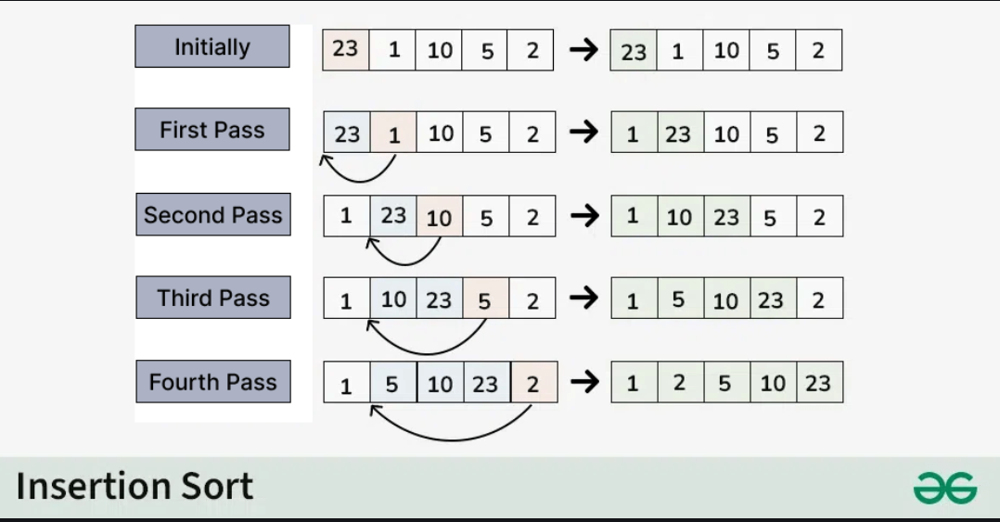 Initially 23 1 10 5 2 → 23 1 10 5 2
First Pass 23 1 10 5 2 → 1 23 10 5 2
Second Pass 1 23 10 5 2 → 1 10 23 5 2
Third Pass 1 10 23 5 2 → 1 5 10 23 2
Fourth Pass 1 5 10 23 2 → 1 2 5 10 23
Insertion Sort